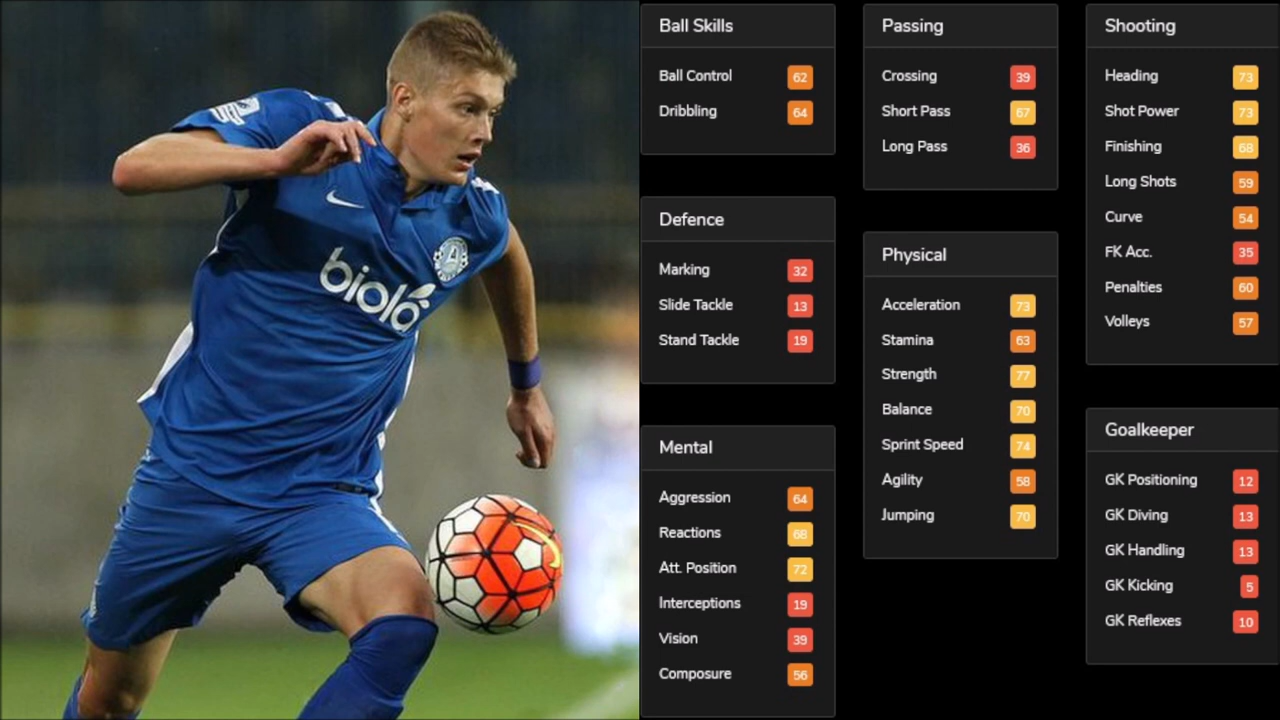 biola
Ball Skills
Ball Control 62
Dribbling 64
Defence
Marking 32
Slide Tackle 13
Stand Tackle 19
Mental
Aggression 64
Reactions 68
Att. Position 72
Interceptions 19
Vision 39
Composure 56
Passing
Crossing 39
Short Pass 67
Long Pass 36
Physical
Acceleration 73
Stamina 63
Strength 77
Balance 70
Sprint Speed 74
Agility 58
Jumping 70
Shooting
Heading 73
Shot Power 73
Finishing 68
Long Shots 59
Curve 54
FK Acc. 35
Penalties 60
Volleys 57
Goalkeeper
GK Positioning 12
GK Diving 13
GK Handling 13
GK Kicking 5
GK Reflexes 10